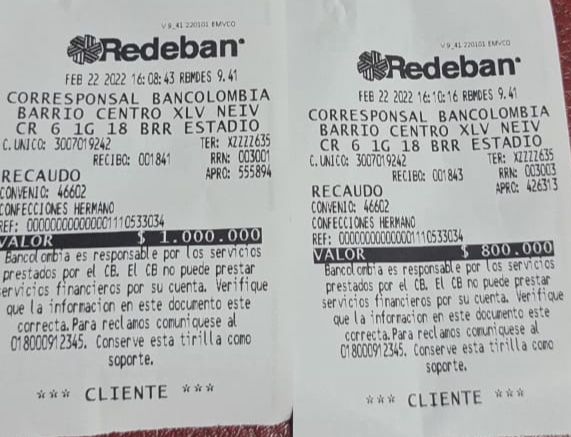 V 9_41 220101 EMVCO
Redeban
FEB 22 2022 16:08:43 RBMDES 9.41
CORRESPONSAL BANCOLOMBIA
BARRIO CENTRO XLV NEIV
CR 6 1G 18 BRR ESTADIO
C.UNICO: 3007019242 TER: XZZZZ635
RECIBO: 001841 RRN: 003001
RECAUDO APRO: 555894
CONVENIO: 46602
CONFECCIONES HERMANO
REF: 00000000000001110533034
VALOR $ 1.000.000
Bancolombia es responsable por los servicios
prestados por el CB. El CB no puede prestar
servicios financieros por su cuenta. Verifique
que la informacion en este documento este
correcta.Para reclamos comuniquese al
018000912345. Conserve esta tirilla como
soporte.
*** CLIENTE ***
V 9_41 220101 EMVCO
Redeban
FEB 22 2022 16:10:16 RBMDES 9.41
CORRESPONSAL BANCOLOMBIA
BARRIO CENTRO XLV NEIV
CR 6 1G 18 BRR ESTADIO
C.UNICO: 3007019242 TER: XZZZZ635
RECIBO: 001843 RRN: 003003
RECAUDO APRO: 426313
CONVENIO: 46602
CONFECCIONES HERMANO
REF: 00000000000001110533034
VALOR $ 800.000
Bancolombia es responsable por los servicios
prestados por el CB. El CB no puede prestar
servicios financieros por su cuenta. Verifique
que la informacion en este documento este
correcta.Para reclamos comuniquese al
018000912345. Conserve esta tirilla como
soporte.
*** CLIENTE ***